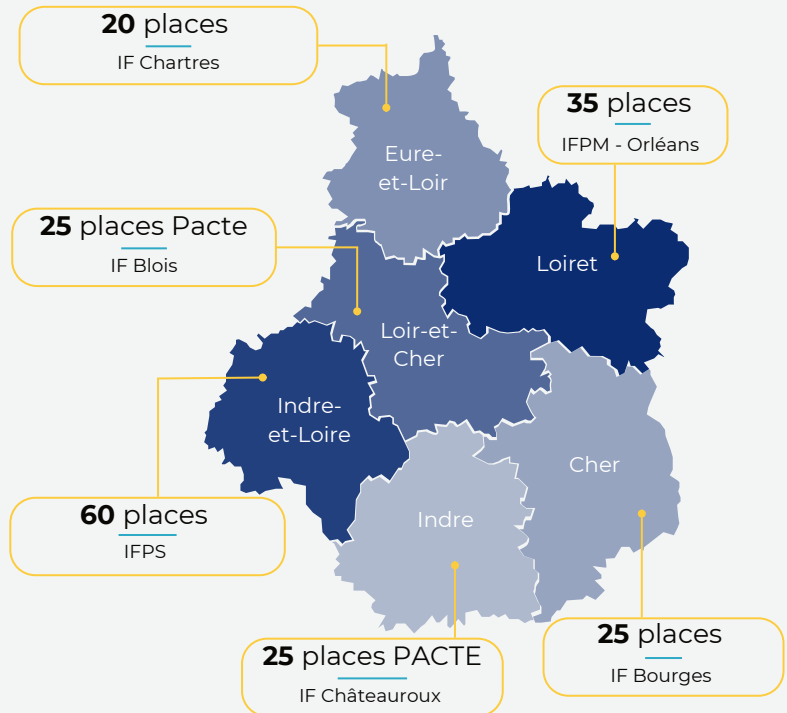 20 places
IF Chartres
35 places
IFPM - Orléans
Eure-
et-Loir
25 places Pacte
IF Blois
Loiret
Loir-et-
Cher
Indre-
et-Loire
Cher
60 places
IFPS
Indre
25 places PACTE
IF Châteauroux
25 places
IF Bourges